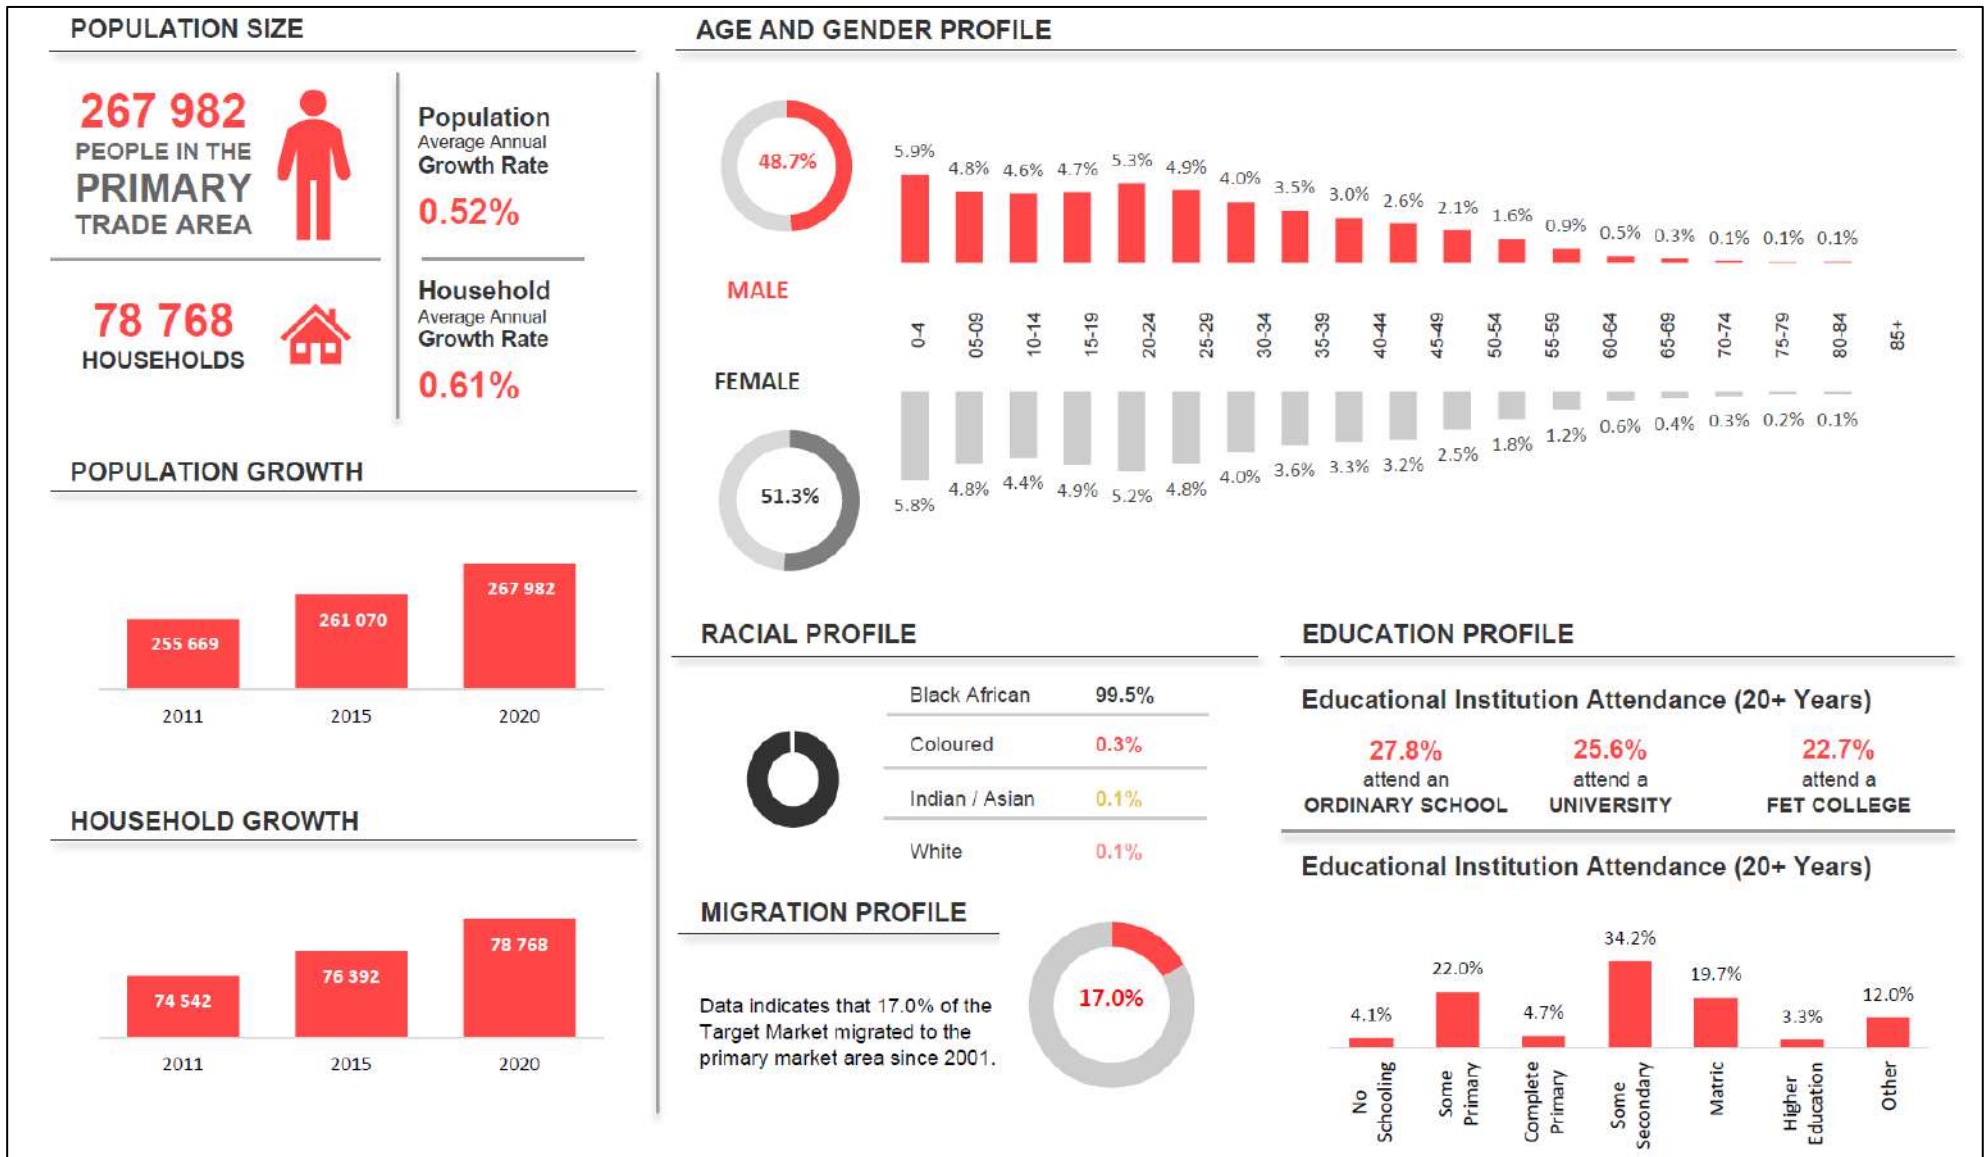 POPULATION SIZE
267 982
PEOPLE IN THE
PRIMARY
TRADE AREA
Population
Average Annual
Growth Rate
0.52%
78 768
HOUSEHOLDS
Household
Average Annual
Growth Rate
0.61%
POPULATION GROWTH
255 669
261 070
267 982
2011 2015 2020
HOUSEHOLD GROWTH
74 542
76 392
78 768
2011 2015 2020
AGE AND GENDER PROFILE
48.7%
MALE
5.9% 4.8% 4.6% 4.7% 5.3% 4.9% 4.0% 3.5% 3.0% 2.6% 2.1% 1.6% 0.9% 0.5% 0.3% 0.1% 0.1% 0.1%
0-4 05-09 10-14 15-19 20-24 25-29 30-34 35-39 40-44 45-49 50-54 55-59 60-64 65-69 70-74 75-79 80-84 85+
FEMALE
51.3%
5.8% 4.8% 4.4% 4.9% 5.2% 4.8% 4.0% 3.6% 3.3% 3.2% 2.5% 1.8% 1.2% 0.6% 0.4% 0.3% 0.2% 0.1%
RACIAL PROFILE
Black African 99.5%
Coloured 0.3%
Indian / Asian 0.1%
White 0.1%
MIGRATION PROFILE
Data indicates that 17.0% of the
Target Market migrated to the
primary market area since 2001.
17.0%
EDUCATION PROFILE
Educational Institution Attendance (20+ Years)
27.8%
attend an
ORDINARY SCHOOL
25.6%
attend a
UNIVERSITY
22.7%
attend a
FET COLLEGE
Educational Institution Attendance (20+ Years)
4.1% 22.0% 4.7% 34.2% 19.7% 3.3% 12.0%
No
Schooling
Some
Primary
Complete
Primary
Some
Secondary
Matric
Higher
Education
Other